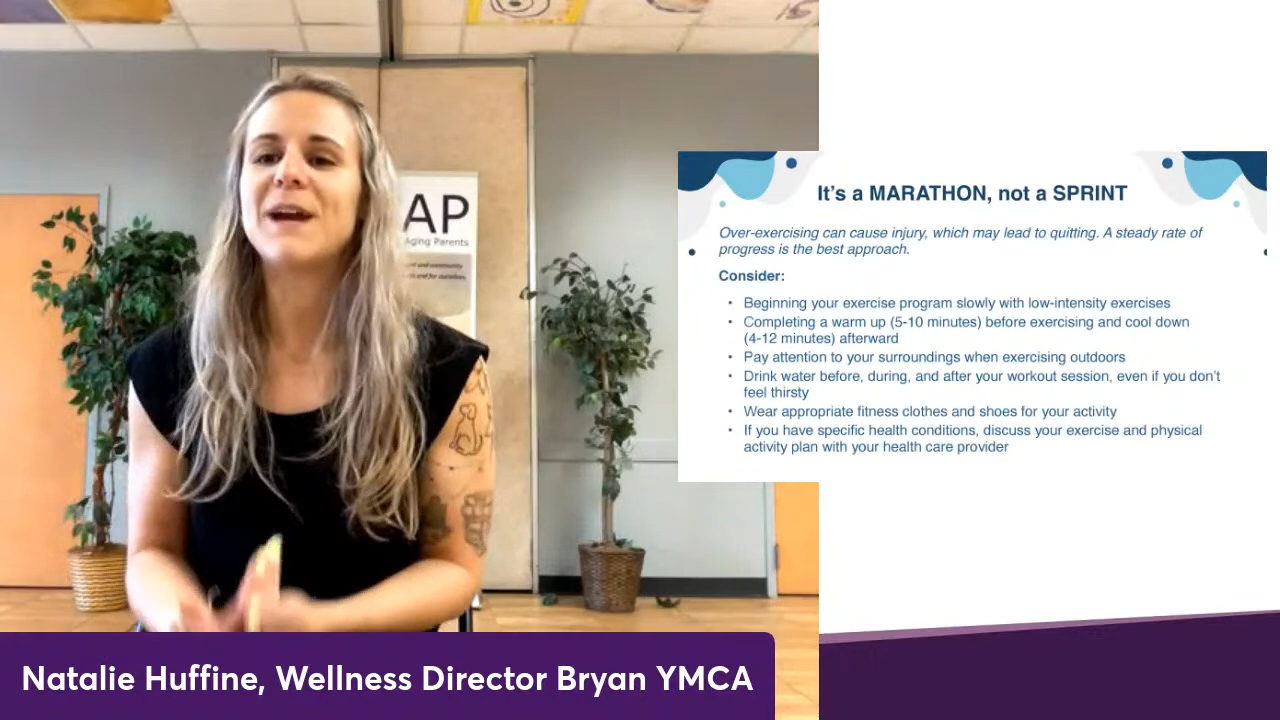 AP
Aging Parents
It's a MARATHON, not a SPRINT
Over-exercising can cause injury, which may lead to quitting. A steady rate of
progress is the best approach.
Consider:
• Beginning your exercise program slowly with low-intensity exercises
• Completing a warm up (5-10 minutes) before exercising and cool down
(4-12 minutes) afterward
• Pay attention to your surroundings when exercising outdoors
• Drink water before, during, and after your workout session, even if you don't
feel thirsty
• Wear appropriate fitness clothes and shoes for your activity
• If you have specific health conditions, discuss your exercise and physical
activity plan with your health care provider
Natalie Huffine, Wellness Director Bryan YMCA